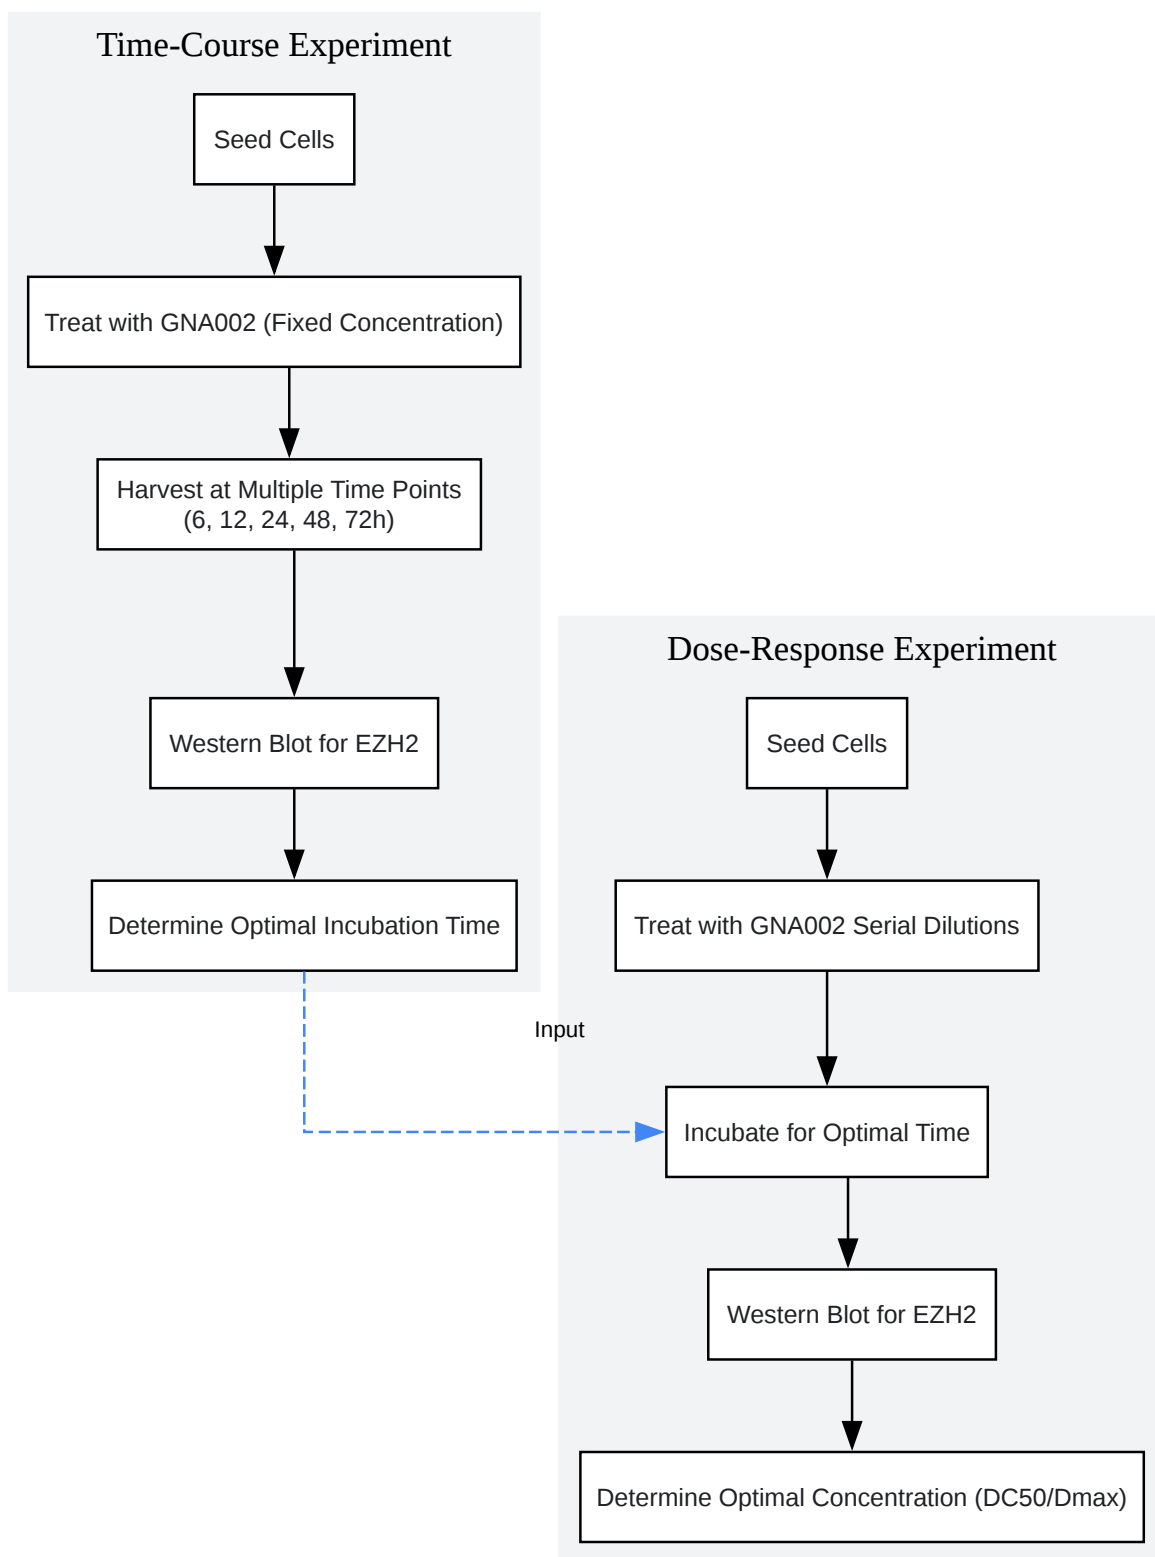 Time-Course Experiment
Seed Cells
Treat with GNA002 (Fixed Concentration)
Harvest at Multiple Time Points
(6, 12, 24, 48, 72h)
Western Blot for EZH2
Determine Optimal Incubation Time
Input
Dose-Response Experiment
Seed Cells
Treat with GNA002 Serial Dilutions
Incubate for Optimal Time
Western Blot for EZH2
Determine Optimal Concentration (DC50/Dmax)